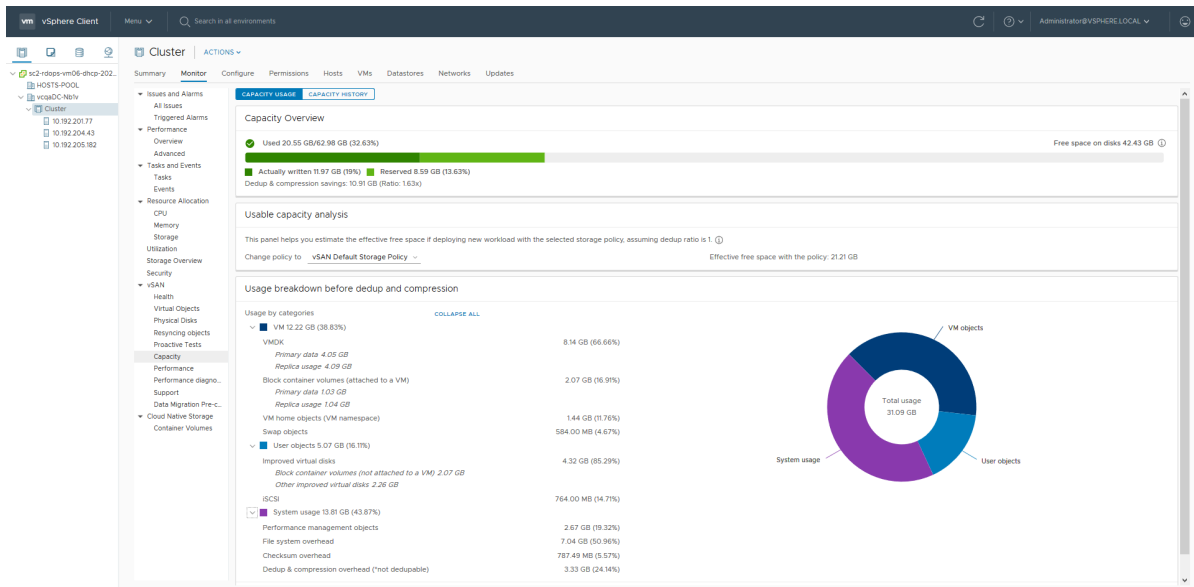 vm vSphere Client Menu Search in all environments Administrator@VSPHERE.LOCAL
sc2-rdops-vm06-dhcp-202...
HOSTS-POOL
vcqaDC-Nb1v
Cluster
10.192.201.77
10.192.204.43
10.192.205.182
Cluster ACTIONS
Summary Monitor Configure Permissions Hosts VMs Datastores Networks Updates
Issues and Alarms
All Issues
Triggered Alarms
Performance
Overview
Advanced
Tasks and Events
Tasks
Events
Resource Allocation
CPU
Memory
Storage
Utilization
Storage Overview
Security
vSAN
Health
Virtual Objects
Physical Disks
Resyncing objects
Proactive Tests
Capacity
Performance
Performance diagno...
Support
Data Migration Pre-c...
Cloud Native Storage
Container Volumes
CAPACITY USAGE CAPACITY HISTORY
Capacity Overview
Used 20.55 GB/62.98 GB (32.63%) Free space on disks 42.43 GB
Actually written 11.97 GB (19%) Reserved 8.59 GB (13.63%)
Dedup & compression savings: 10.91 GB (Ratio: 1.63x)
Usable capacity analysis
This panel helps you estimate the effective free space if deploying new workload with the selected storage policy, assuming dedup ratio is 1.
Change policy to vSAN Default Storage Policy Effective free space with the policy: 21.21 GB
Usage breakdown before dedup and compression
Usage by categories COLLAPSE ALL
VM 12.22 GB (38.83%)
VMDK 8.14 GB (66.66%)
Primary data 4.05 GB
Replica usage 4.09 GB
Block container volumes (attached to a VM) 2.07 GB (16.91%)
Primary data 1.03 GB
Replica usage 1.04 GB
VM home objects (VM namespace) 1.44 GB (11.76%)
Swap objects 584.00 MB (4.67%)
User objects 5.07 GB (16.11%)
Improved virtual disks 4.32 GB (85.29%)
Block container volumes (not attached to a VM) 2.07 GB
Other improved virtual disks 2.26 GB
iSCSI 764.00 MB (14.71%)
System usage 13.81 GB (43.87%)
Performance management objects 2.67 GB (19.32%)
File system overhead 7.04 GB (50.96%)
Checksum overhead 787.49 MB (5.57%)
Dedup & compression overhead (*not dedupable) 3.33 GB (24.14%)
VM objects
Total usage
31.09 GB
System usage
User objects